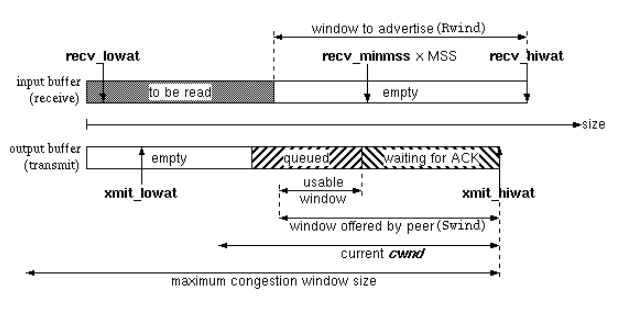 window to advertise (Rwind)
recv_lowat
recv_minmss × MSS
recv_hiwat
input buffer
(receive)
to be read
empty
size
output buffer
(transmit)
empty
queued
waiting for ACK
xmit_lowat
usable
window
xmit_hiwat
window offered by peer (Swind)
current cwnd
maximum congestion window size